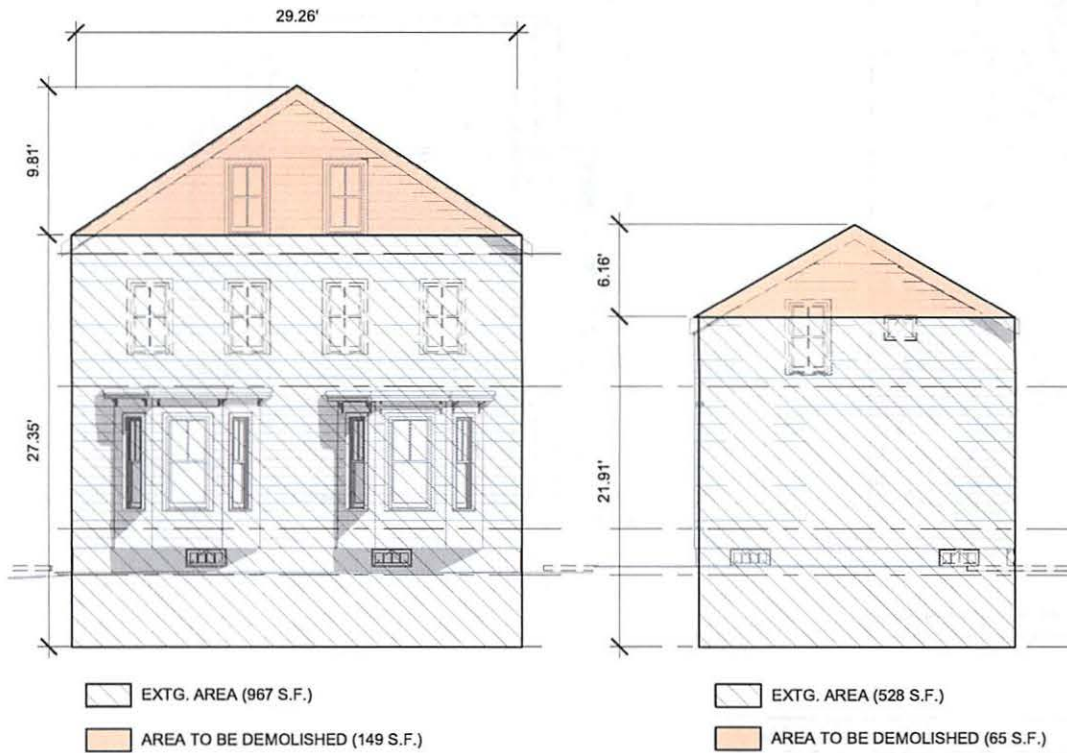 29.26'
9.81'
27.35'
6.16'
21.91'
EXTG. AREA (967 S.F.)
AREA TO BE DEMOLISHED (149 S.F.)
EXTG. AREA (528 S.F.)
AREA TO BE DEMOLISHED (65 S.F.)